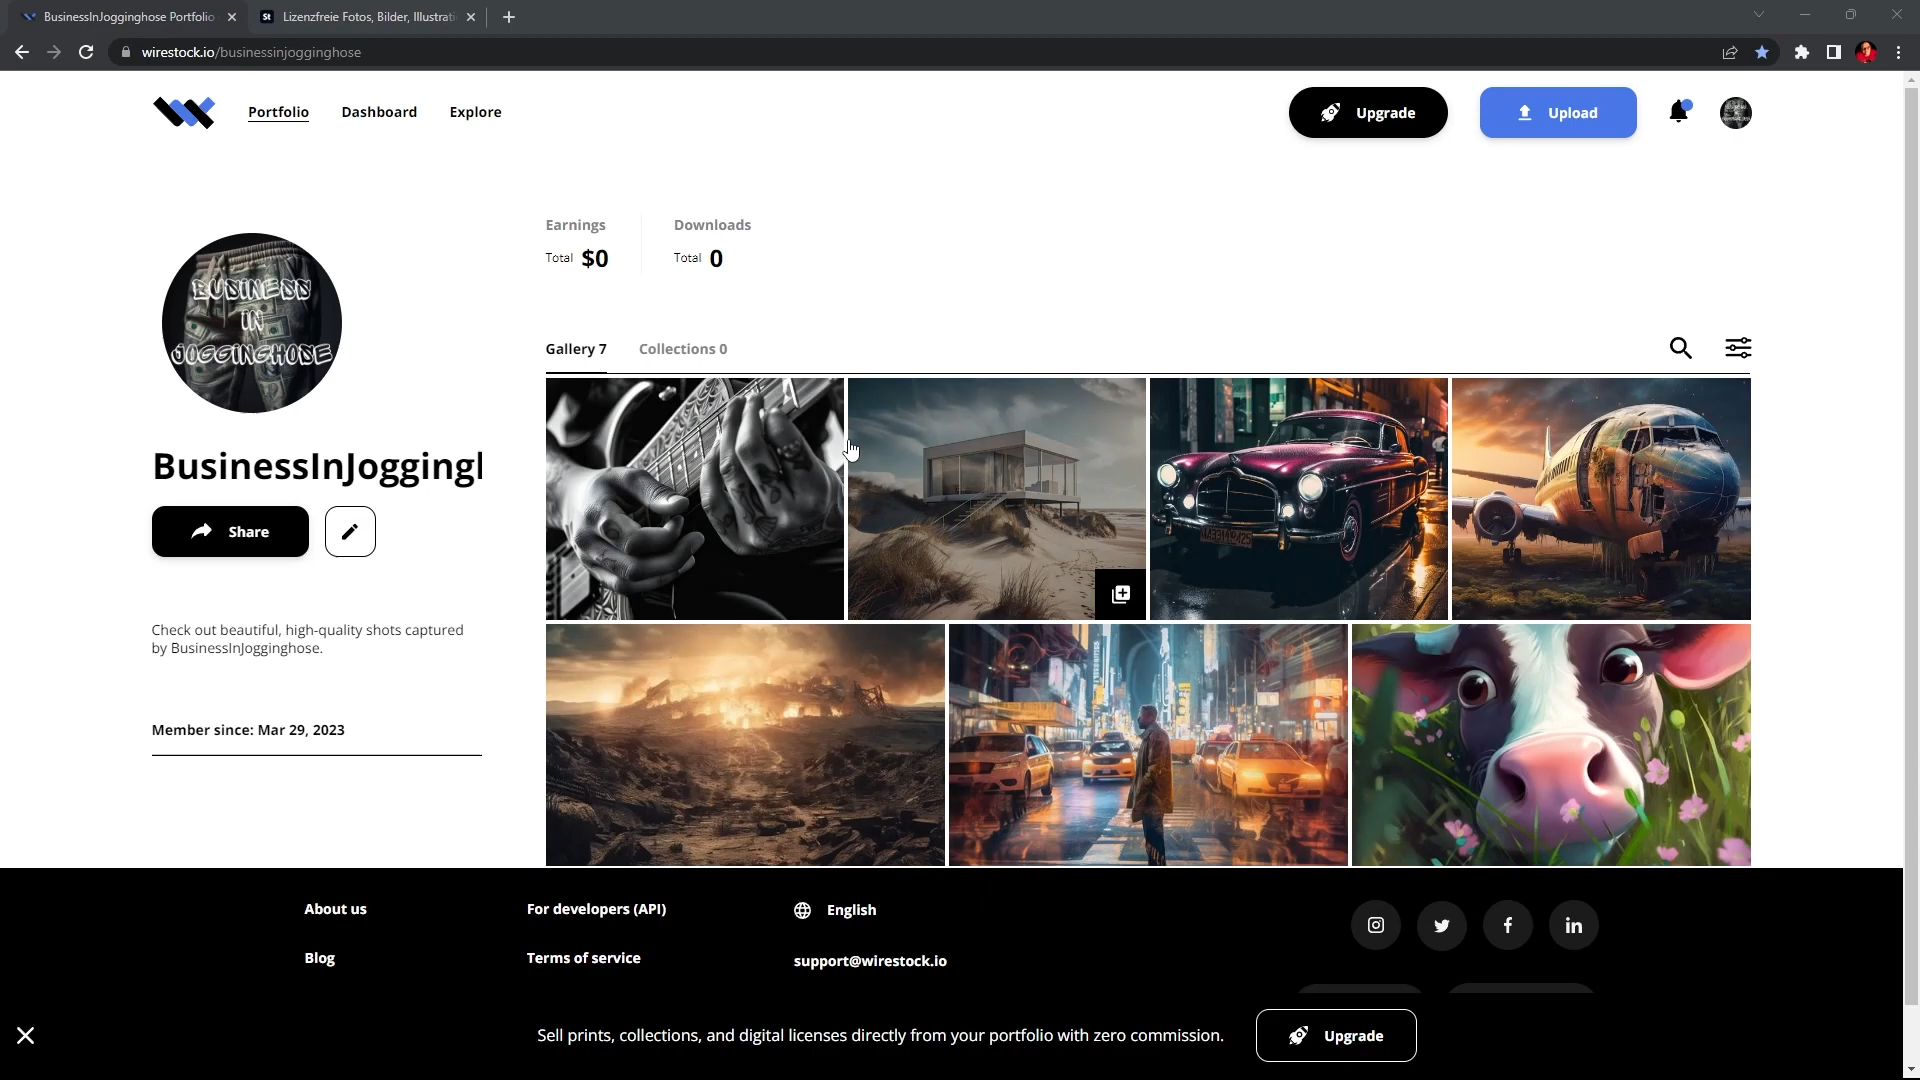 BusinessInJogginghose Portfolio
Lizenzfreie Fotos, Bilder, Illustrati
wirestock.io/businessinjogginghose
Portfolio
Dashboard
Explore
Upgrade
Upload
Earnings
Total $0
Downloads
Total 0
BUSINESS
IN
JOGGINGHOSE
Gallery 7
Collections 0
BusinessInJoggingl
Share
Check out beautiful, high-quality shots captured
by BusinessInJogginghose.
Member since: Mar 29, 2023
About us
For developers (API)
English
Blog
Terms of service
support@wirestock.io
Sell prints, collections, and digital licenses directly from your portfolio with zero commission.
Upgrade